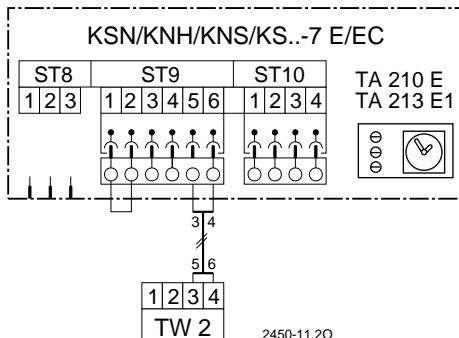 KSN/KNH/KNS/KS..-7 E/EC
ST8 ST9 ST10
1 2 3 1 2 3 4 5 6 1 2 3 4
TA 210 E
TA 213 E1
3 4
5 6
1 2 3 4
TW 2
2450-11.2O